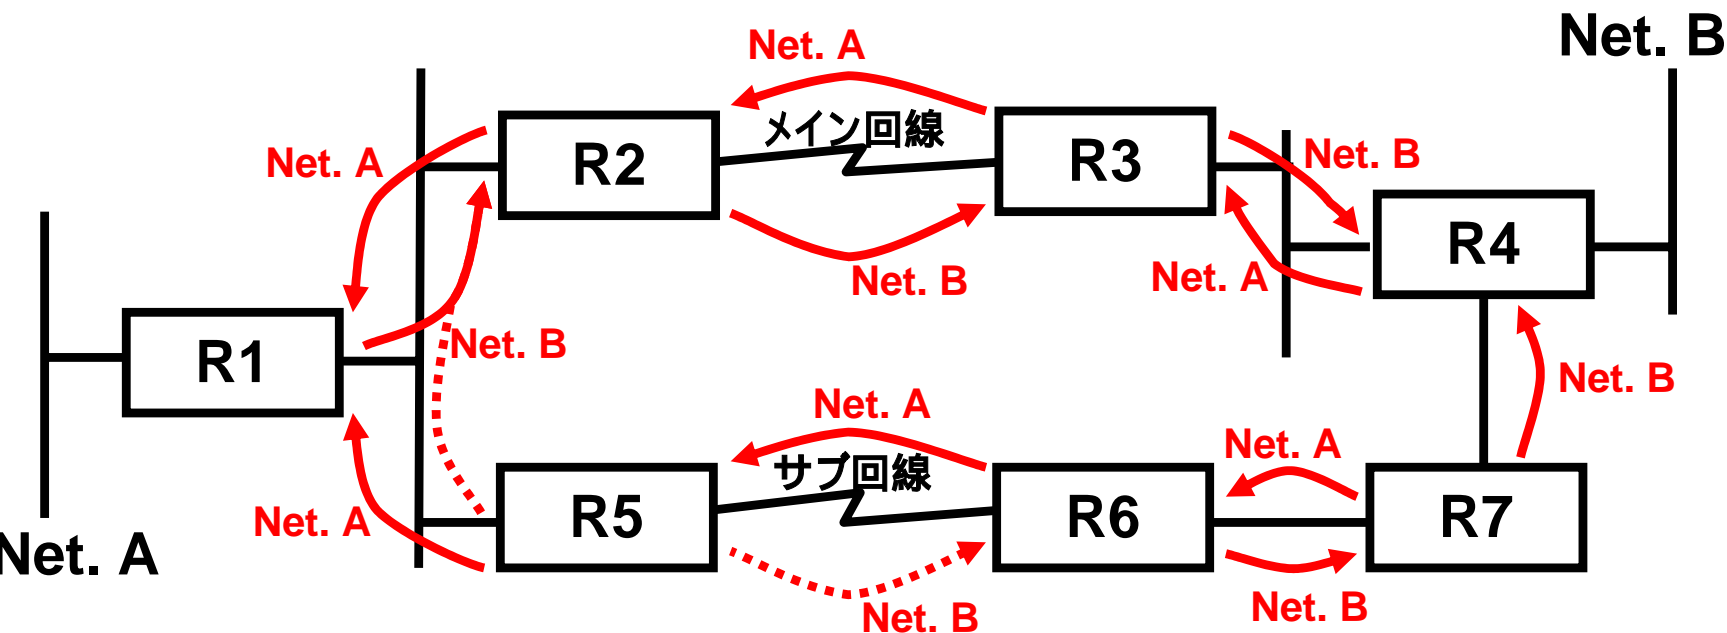 Net. B
Net. A
メイン回線
R2
R3
Net. A
Net. B
R4
Net. B
Net. A
R1
Net. B
Net. B
Net. A
サブ回線
Net. A
Net. A
R5
R6
R7
Net. A
Net. B
Net. B